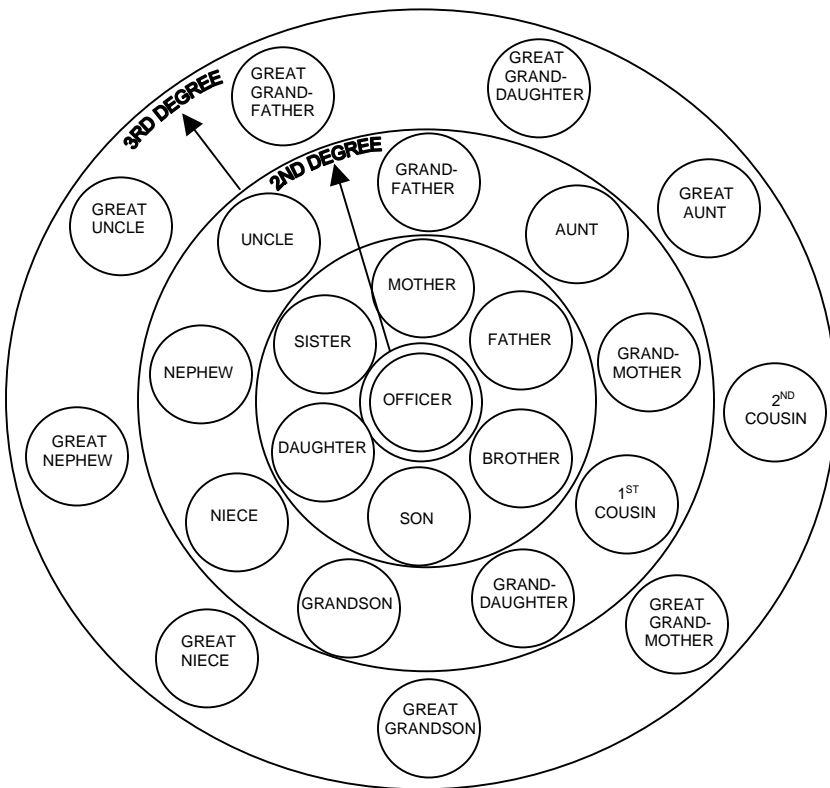 GREAT
GRAND-
FATHER
GREAT
GRAND-
DAUGHTER
3RD DEGREE
2ND DEGREE
GRAND-
FATHER
GREAT
UNCLE
UNCLE
AUNT
GREAT
AUNT
MOTHER
SISTER
FATHER
NEPHEW
GRAND-
MOTHER
OFFICER
2ND
COUSIN
GREAT
NEPHEW
DAUGHTER
BROTHER
1ST
COUSIN
NIECE
SON
GRANDSON
GRAND-
DAUGHTER
GREAT
GRAND-
MOTHER
GREAT
NIECE
GREAT
GRANDSON